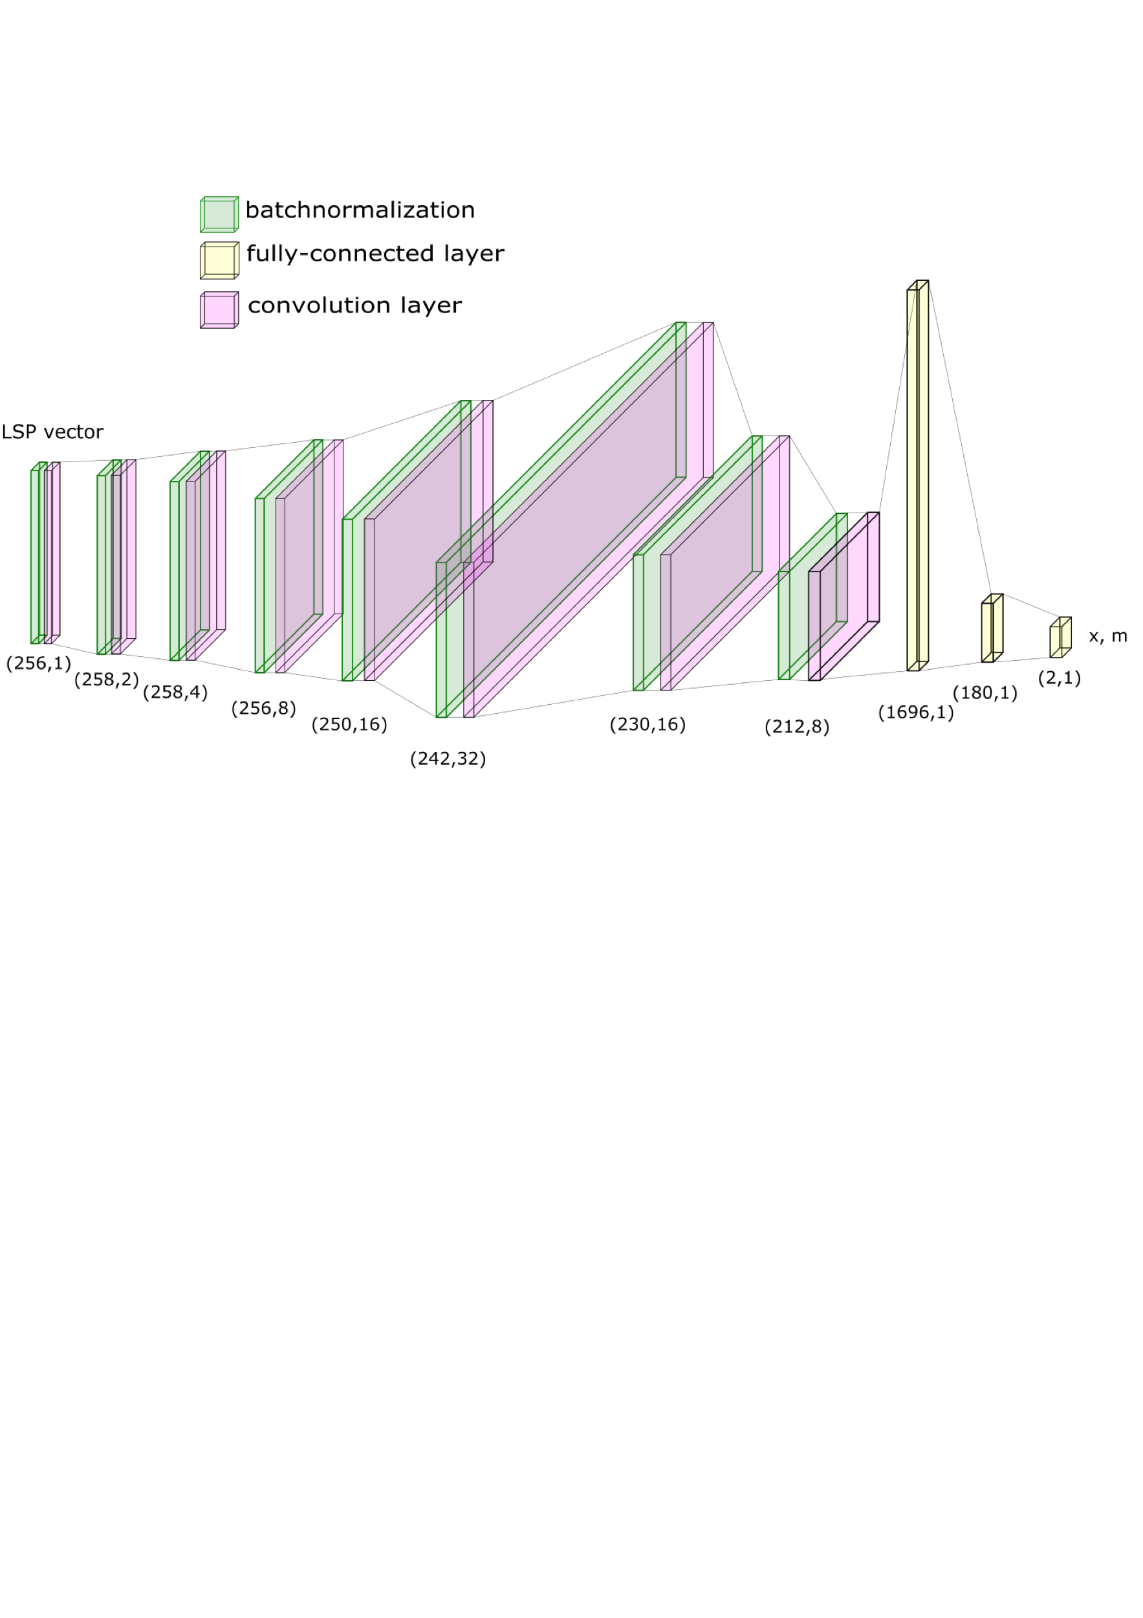 batchnormalization
fully-connected layer
convolution layer
LSP vector
x, m
(256,1)
(258,2)
(258,4)
(256,8)
(250,16)
(242,32)
(230,16)
(212,8)
(1696,1)
(180,1)
(2,1)